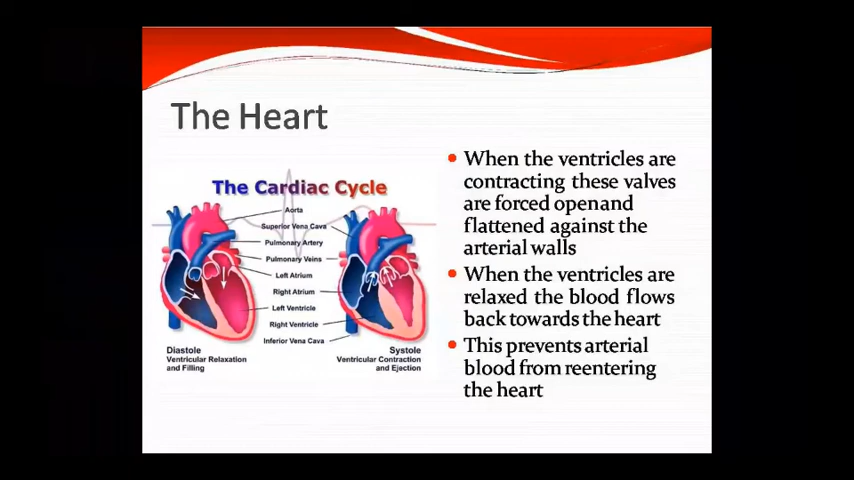 The Heart
The Cardiac Cycle
Aorta
Superior Vena Cava
Pulmonary Artery
Pulmonary Veins
Left Atrium
Right Atrium
Left Ventricle
Right Ventricle
Inferior Vena Cava
Diastole
Ventricular Relaxation
and Filling
Systole
Ventricular Contraction
and Ejection
• When the ventricles are
contracting these valves
are forced open and
flattened against the
arterial walls
• When the ventricles are
relaxed the blood flows
back towards the heart
• This prevents arterial
blood from reentering
the heart